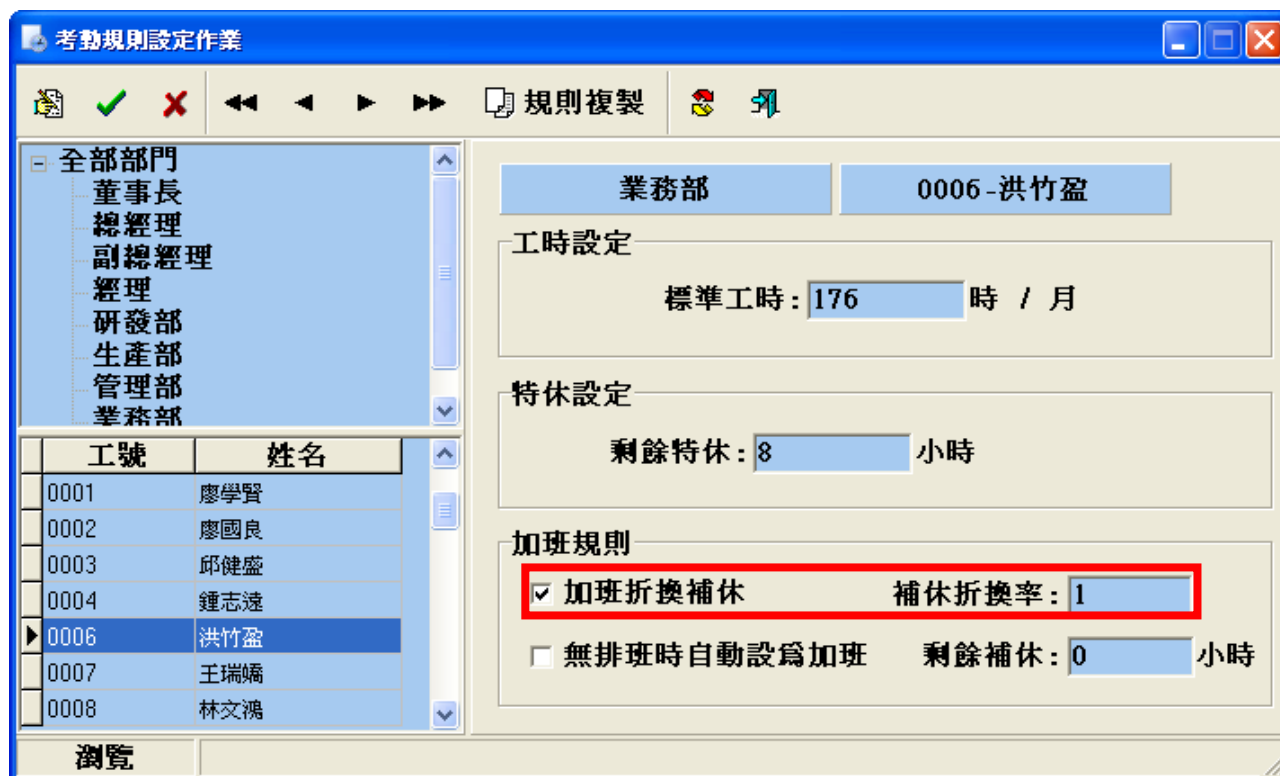 考勤規則設定作業
規則複製
全部部門
董事長
總經理
副總經理
經理
研發部
生產部
管理部
業務部
工號 姓名
0001 廖學賢
0002 廖國良
0003 邱健盛
0004 鍾志遠
0006 洪竹盈
0007 王瑞嬌
0008 林文鴻
業務部 0006-洪竹盈
工時設定
標準工時: 176 時 / 月
特休設定
剩餘特休: 8 小時
加班規則
加班折換補休 補休折換率: 1
無排班時自動設為加班 剩餘補休: 0 小時
瀏覽